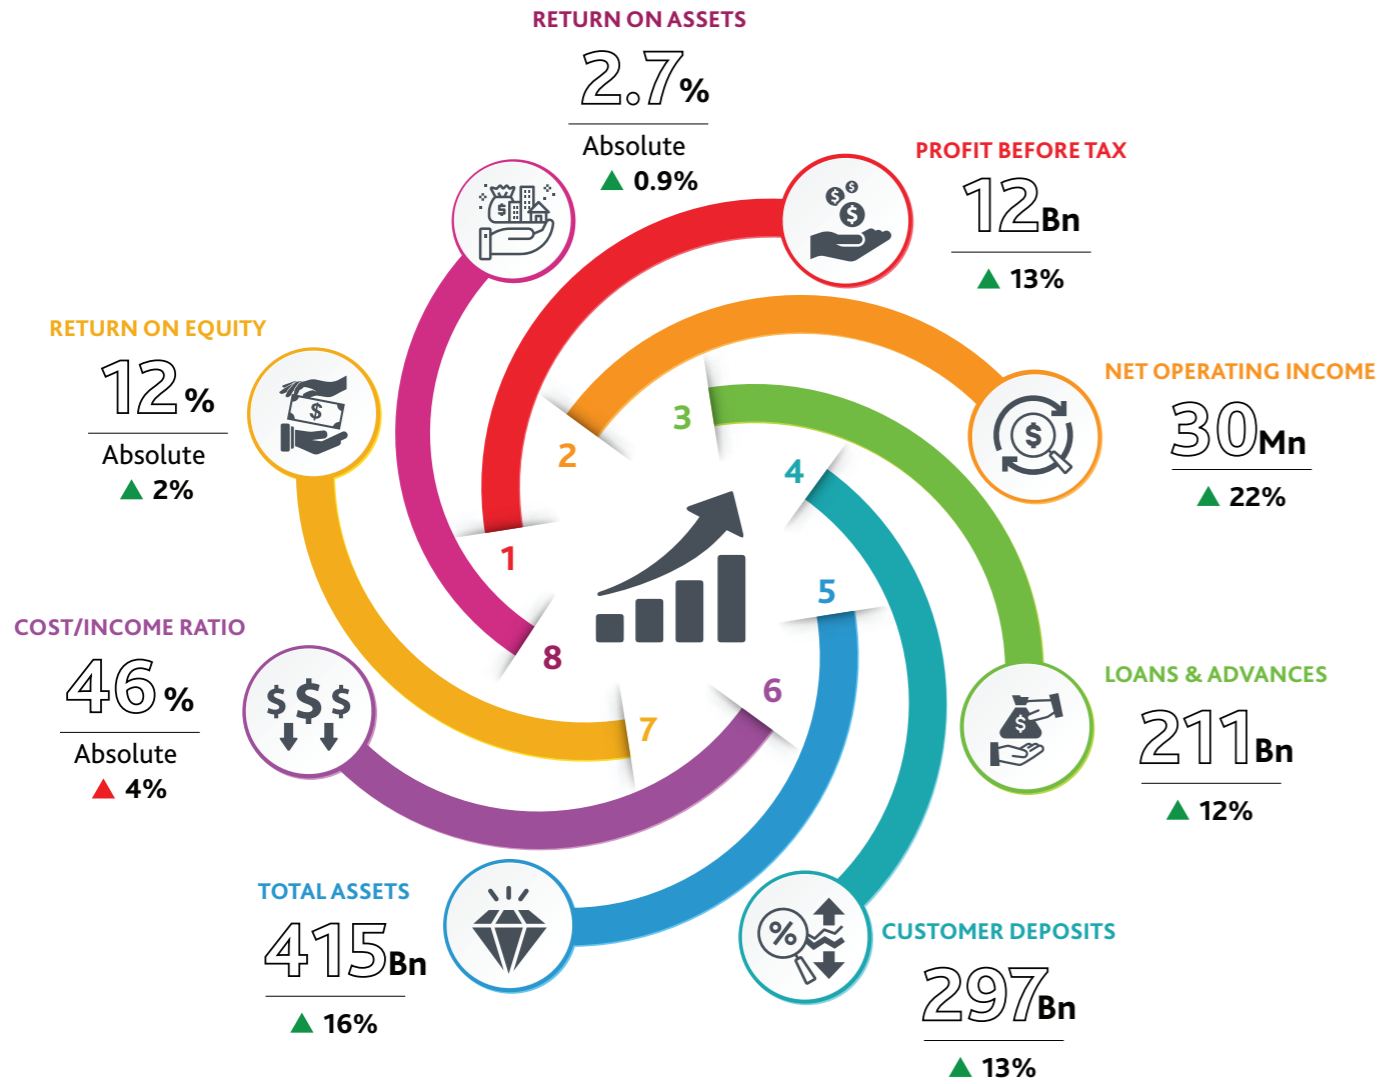 RETURN ON ASSETS
2.7%
Absolute
▲ 0.9%
PROFIT BEFORE TAX
12Bn
▲ 13%
NET OPERATING INCOME
30Mn
▲ 22%
LOANS & ADVANCES
211Bn
▲ 12%
CUSTOMER DEPOSITS
297Bn
▲ 13%
TOTAL ASSETS
415Bn
▲ 16%
COST/INCOME RATIO
46%
Absolute
▲ 4%
RETURN ON EQUITY
12%
Absolute
▲ 2%
1
2
3
4
5
6
7
8
$
$
$
$
$
$
$
$
$ $ $
%